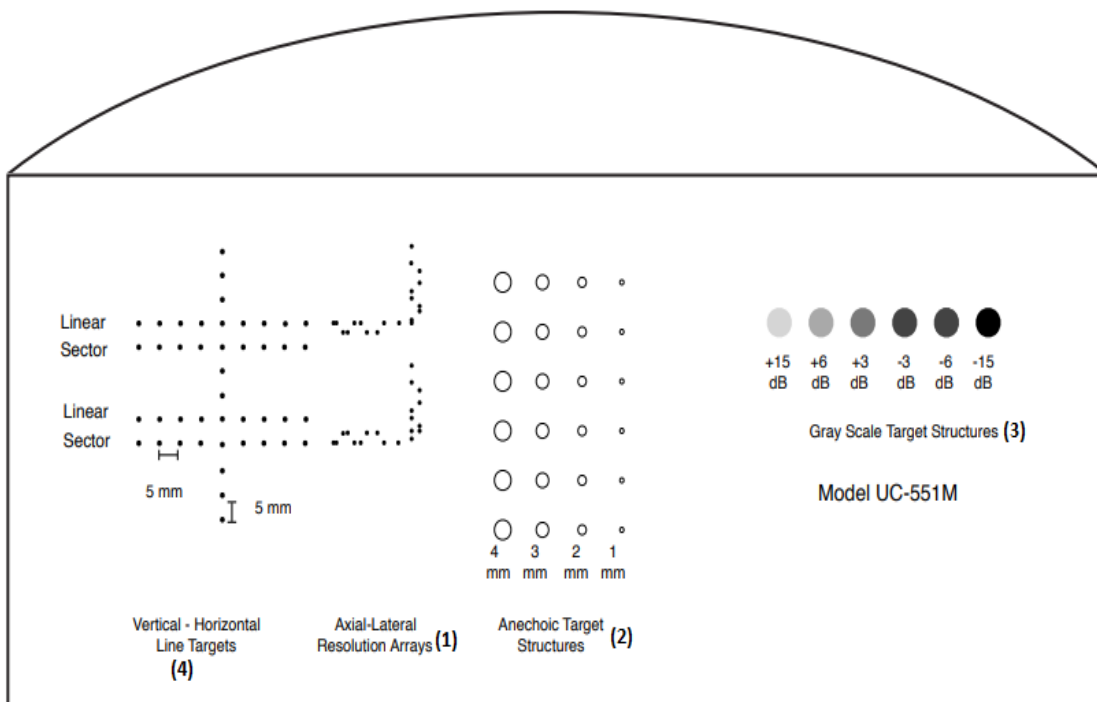 Linear
Sector
Linear
Sector
5 mm
5 mm
+15 +6 +3 -3 -6 -15
dB dB dB dB dB dB
Gray Scale Target Structures (3)
Model UC-551M
4 3 2 1
mm mm mm mm
Vertical - Horizontal
Line Targets
(4)
Axial-Lateral
Resolution Arrays (1)
Anechoic Target
Structures (2)